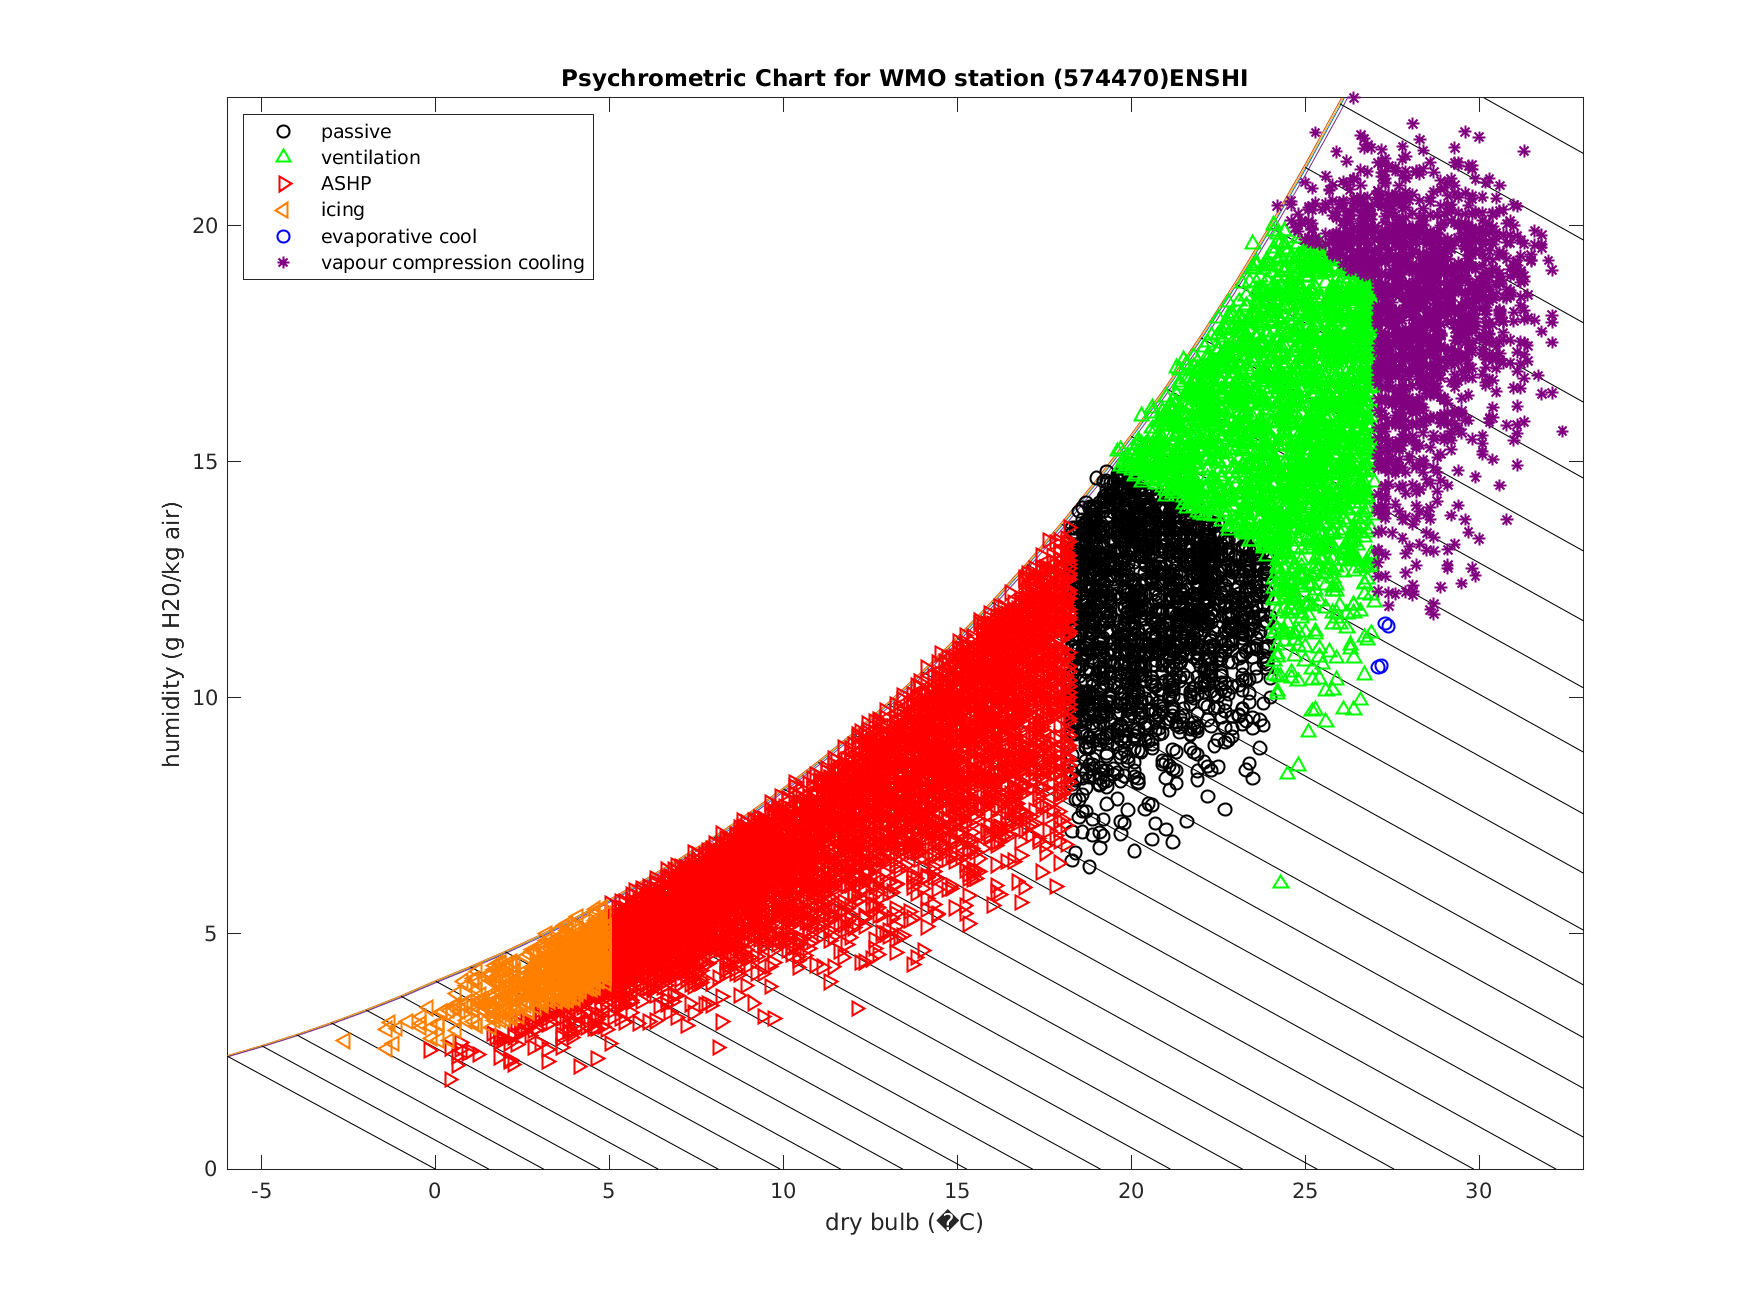 Psychrometric Chart for WMO station (574470)ENSHI
passive
ventilation
ASHP
icing
evaporative cool
vapour compression cooling
humidity (g H20/kg air)
20
15
10
5
0
-5 0 5 10 15 20 25 30
dry bulb (�C)